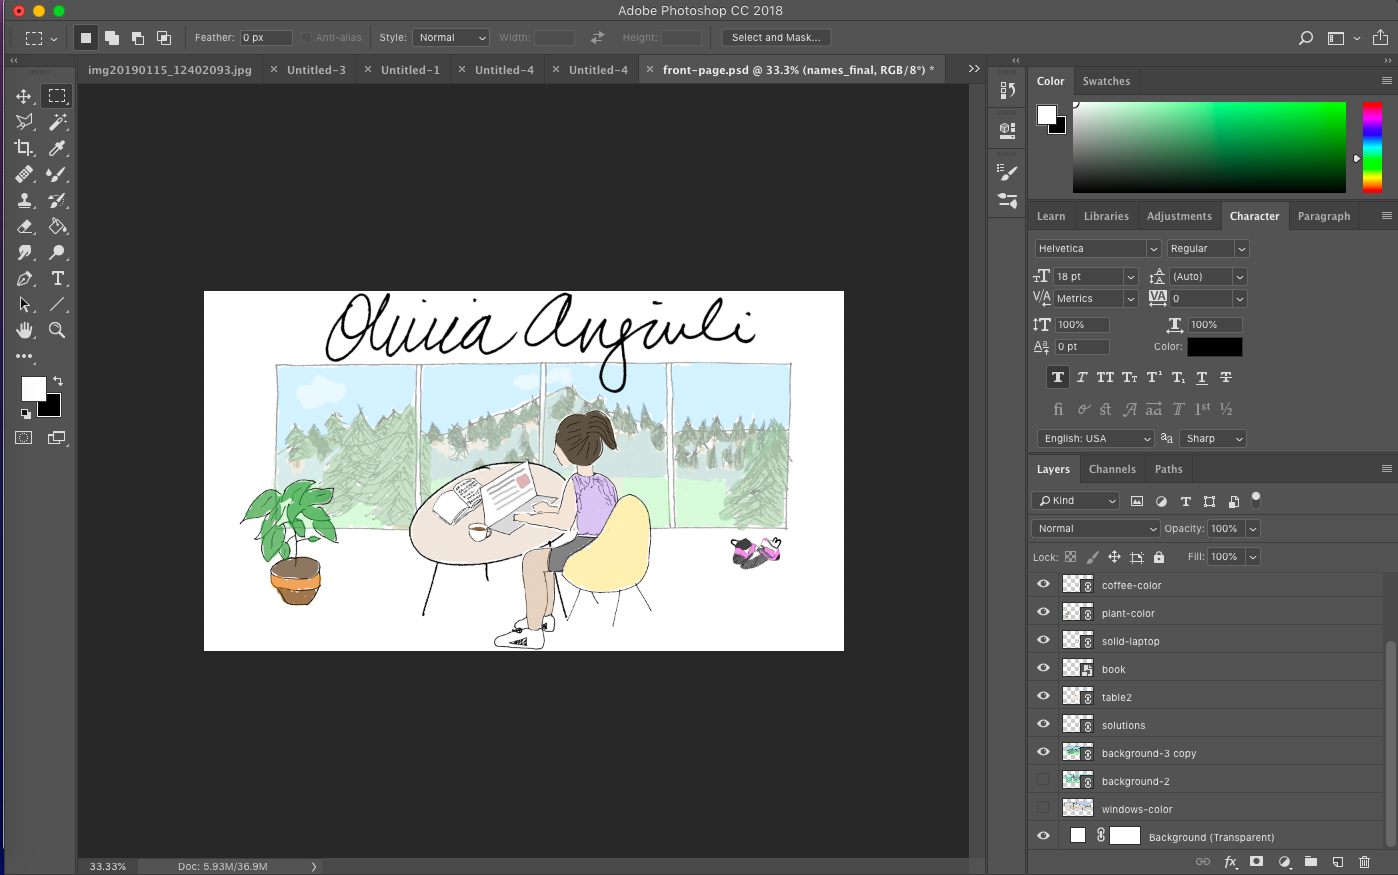 Adobe Photoshop CC 2018
Feather: 0 px Anti-alias Style: Normal Width: Height: Select and Mask...
img20190115_12402093.jpg Untitled-3 Untitled-1 Untitled-4 Untitled-4 front-page.psd @ 33.3% (names_final, RGB/8*) *
Olivia Angiuli
33.33% Doc: 5.93M/36.9M
Color Swatches
Learn Libraries Adjustments Character Paragraph
Helvetica Regular
18 pt (Auto)
Metrics 0
100% 100%
0 pt Color:
English: USA Sharp
Layers Channels Paths
Kind
Normal Opacity: 100%
Lock: Fill: 100%
coffee-color
plant-color
solid-laptop
book
table2
solutions
background-3 copy
background-2
windows-color
Background (Transparent)